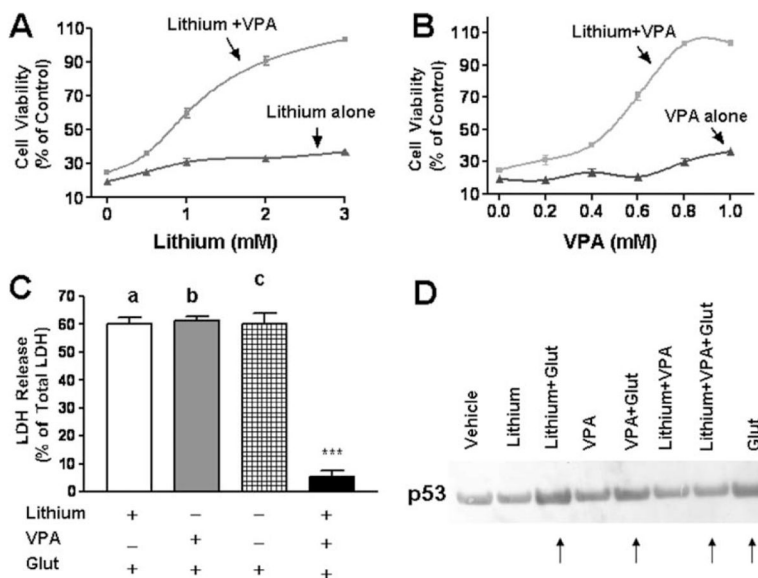 A
Lithium +VPA
Lithium alone
Cell Viability
(% of Control)
110
90
70
50
30
10
0 1 2 3
Lithium (mM)
B
Lithium+VPA
VPA alone
Cell Viability
(% of Control)
110
90
70
50
30
10
0.0 0.2 0.4 0.6 0.8 1.0
VPA (mM)
C
a b c
LDH Release
(% of Total LDH)
70
60
50
40
30
20
10
0
***
Lithium + – – +
VPA – + – +
Glut + + + +
D
Vehicle
Lithium
Lithium+Glut
VPA
VPA+Glut
Lithium+VPA
Lithium+VPA+Glut
Glut
p53